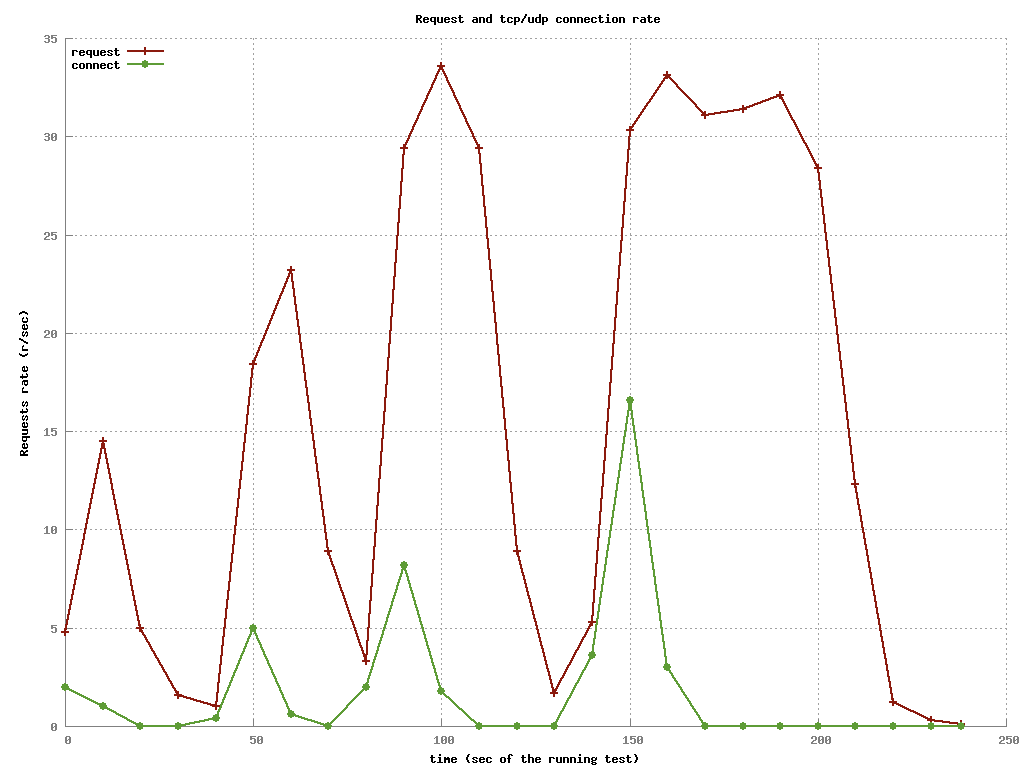 Request and tcp/udp connection rate
35
request
connect
30
25
20
15
10
5
0
Requests rate (r/sec)
0 50 100 150 200 250
time (sec of the running test)